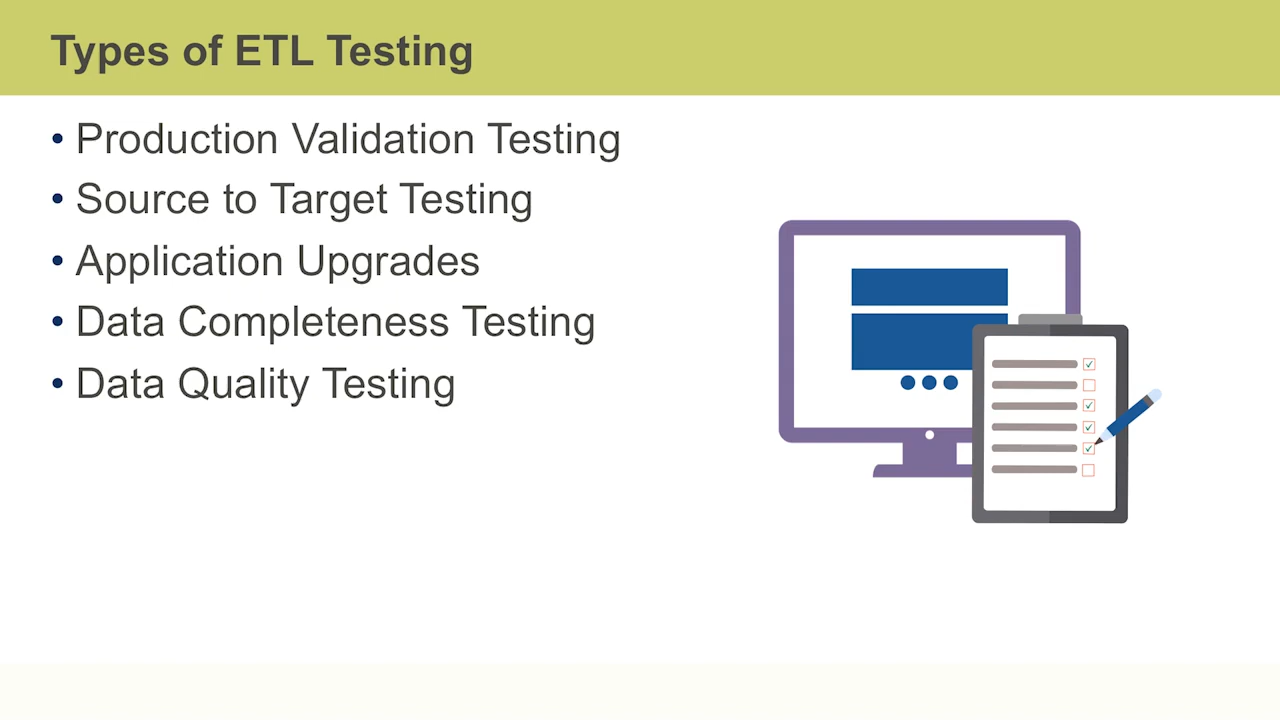 Types of ETL Testing
• Production Validation Testing
• Source to Target Testing
• Application Upgrades
• Data Completeness Testing
• Data Quality Testing